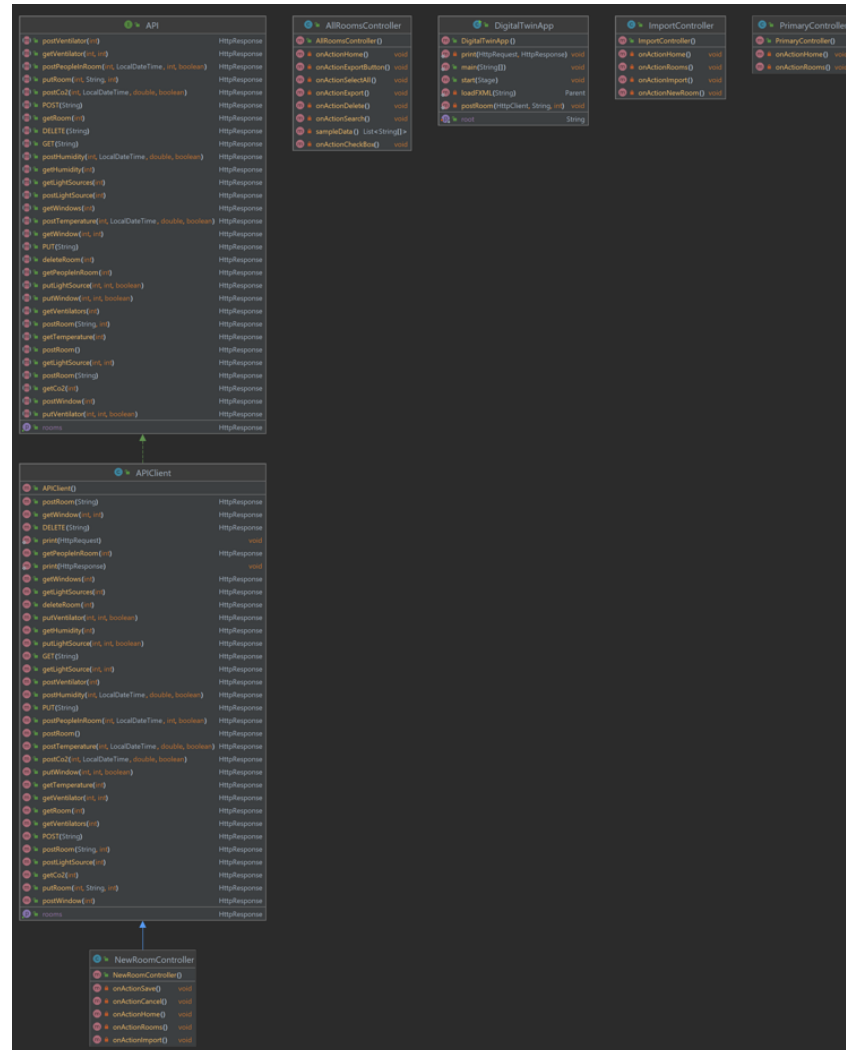 API
postVentilator(int) HttpResponse
getVentilator(int, int) HttpResponse
postPeopleInRoom(int, LocalDateTime, int, boolean) HttpResponse
putRoom(int, String, int) HttpResponse
postCo2(int, LocalDateTime, double, boolean) HttpResponse
POST(String) HttpResponse
getRoom(int) HttpResponse
DELETE(String) HttpResponse
GET(String) HttpResponse
postHumidity(int, LocalDateTime, double, boolean) HttpResponse
getHumidity(int) HttpResponse
getLightSources(int) HttpResponse
postLightSource(int) HttpResponse
getWindows(int) HttpResponse
postTemperature(int, LocalDateTime, double, boolean) HttpResponse
getWindow(int, int) HttpResponse
PUT(String) HttpResponse
deleteRoom(int) HttpResponse
getPeopleInRoom(int) HttpResponse
putLightSource(int, int, boolean) HttpResponse
putWindow(int, int, boolean) HttpResponse
getVentilators(int) HttpResponse
postRoom(String, int) HttpResponse
getTemperature(int) HttpResponse
postRoom() HttpResponse
getLightSource(int, int) HttpResponse
postRoom(String) HttpResponse
getCo2(int) HttpResponse
postWindow(int) HttpResponse
putVentilator(int, int, boolean) HttpResponse
rooms HttpResponse
APIClient
APIClient()
postRoom(String) HttpResponse
getWindow(int, int) HttpResponse
DELETE(String) HttpResponse
print(HttpRequest) void
getPeopleInRoom(int) HttpResponse
print(HttpResponse) void
getWindows(int) HttpResponse
getLightSources(int) HttpResponse
deleteRoom(int) HttpResponse
putVentilator(int, int, boolean) HttpResponse
getHumidity(int) HttpResponse
putLightSource(int, int, boolean) HttpResponse
GET(String) HttpResponse
getLightSource(int, int) HttpResponse
postVentilator(int) HttpResponse
postHumidity(int, LocalDateTime, double, boolean) HttpResponse
PUT(String) HttpResponse
postPeopleInRoom(int, LocalDateTime, int, boolean) HttpResponse
postRoom() HttpResponse
postTemperature(int, LocalDateTime, double, boolean) HttpResponse
postCo2(int, LocalDateTime, double, boolean) HttpResponse
putWindow(int, int, boolean) HttpResponse
getTemperature(int) HttpResponse
getVentilator(int, int) HttpResponse
getRoom(int) HttpResponse
getVentilators(int) HttpResponse
POST(String) HttpResponse
postRoom(String, int) HttpResponse
postLightSource(int) HttpResponse
getCo2(int) HttpResponse
putRoom(int, String, int) HttpResponse
postWindow(int) HttpResponse
rooms HttpResponse
NewRoomController
NewRoomController()
onActionSave() void
onActionCancel() void
onActionHome() void
onActionRooms() void
onActionImport() void
AllRoomsController
AllRoomsController()
onActionHome() void
onActionExportButton() void
onActionSelectAll() void
onActionExport() void
onActionDelete() void
onActionSearch() void
sampleData() List<String[]>
onActionCheckBox() void
DigitalTwinApp
DigitalTwinApp()
print(HttpRequest, HttpResponse) void
main(String[]) void
start(Stage) void
loadFXML(String) Parent
postRoom(HttpClient, String, int) void
root String
ImportController
ImportController()
onActionHome() void
onActionRooms() void
onActionImport() void
onActionNewRoom() void
PrimaryController
PrimaryController()
onActionHome()
onActionRooms()